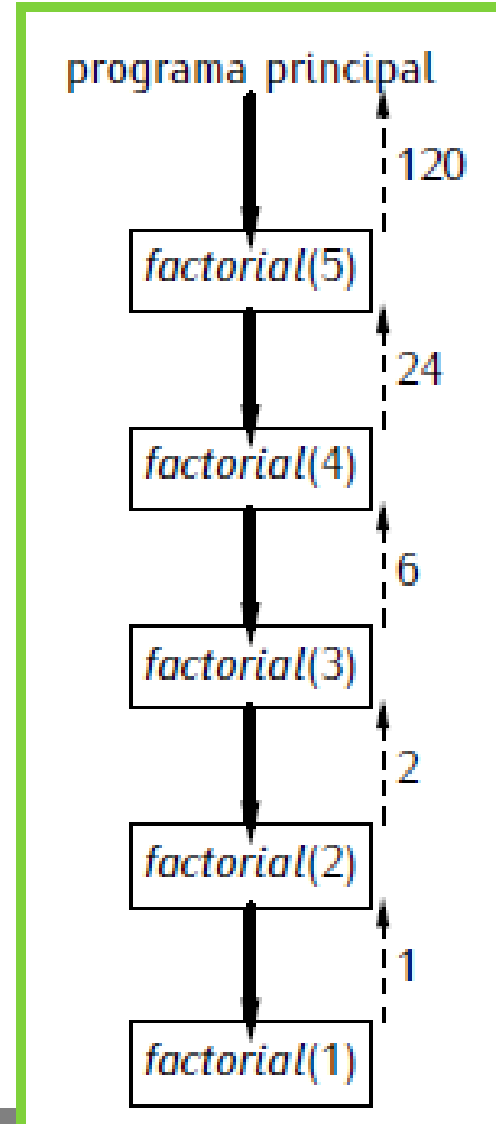 programa principal
120
factorial(5)
24
factorial(4)
6
factorial(3)
2
factorial(2)
1
factorial(1)